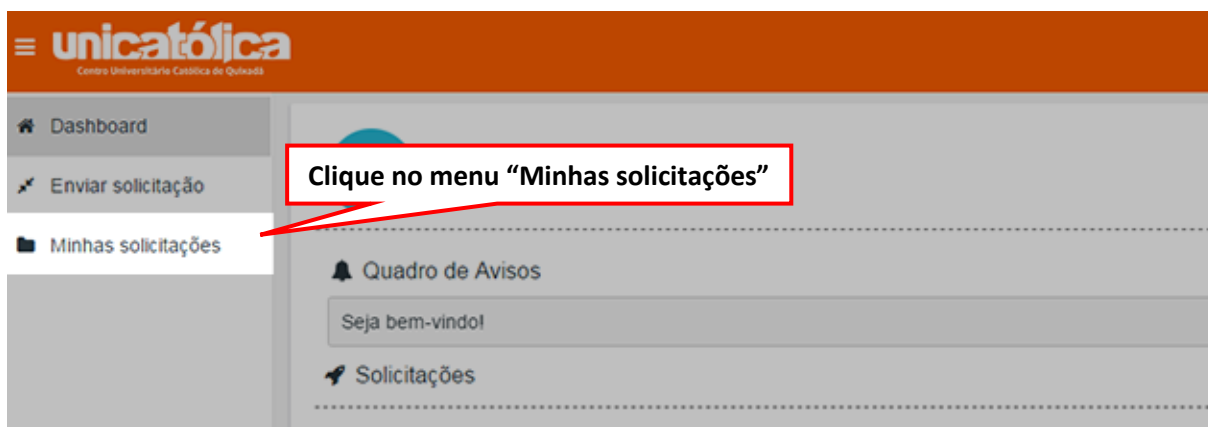 unicatólica
Centro Universitário Católica de Quixadá
Dashboard
Enviar solicitação
Minhas solicitações
Clique no menu “Minhas solicitações”
Quadro de Avisos
Seja bem-vindo!
Solicitações